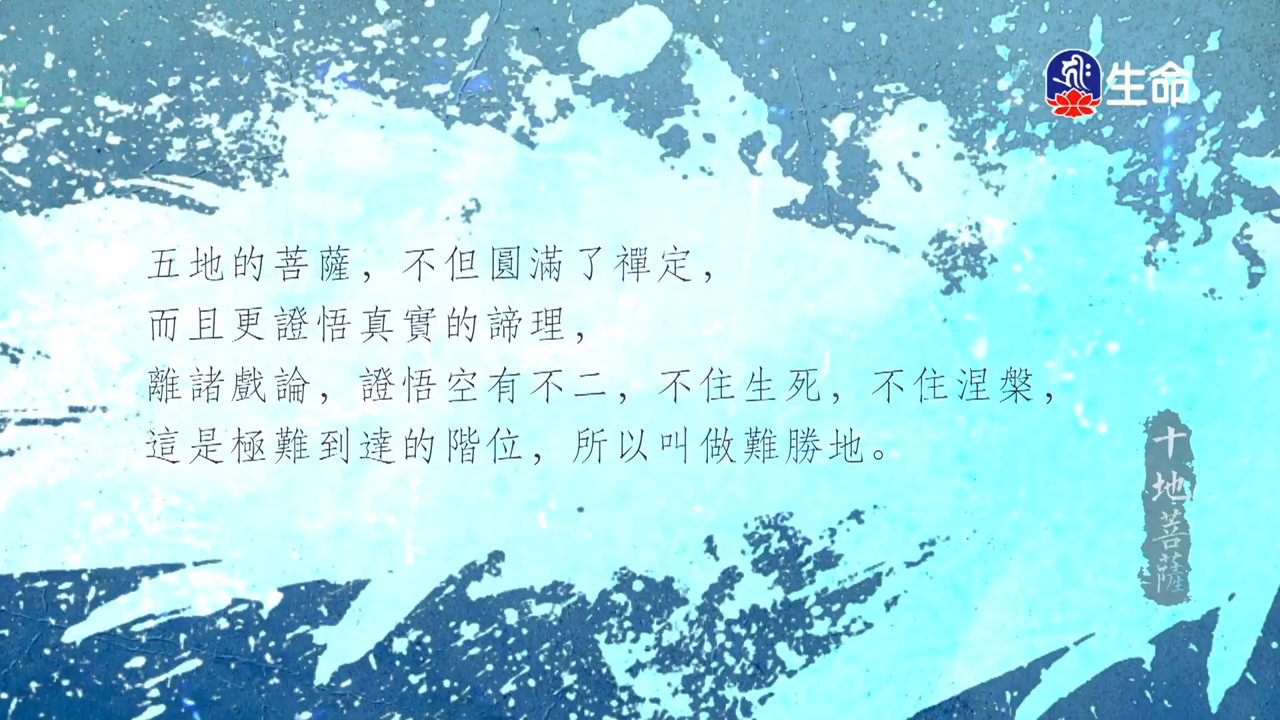 生命
五地的菩薩，不但圓滿了禪定，
而且更證悟真實的諦理，
離諸戲論，證悟空有不二，不住生死，不住涅槃，
這是極難到達的階位，所以叫做難勝地。
十地菩薩